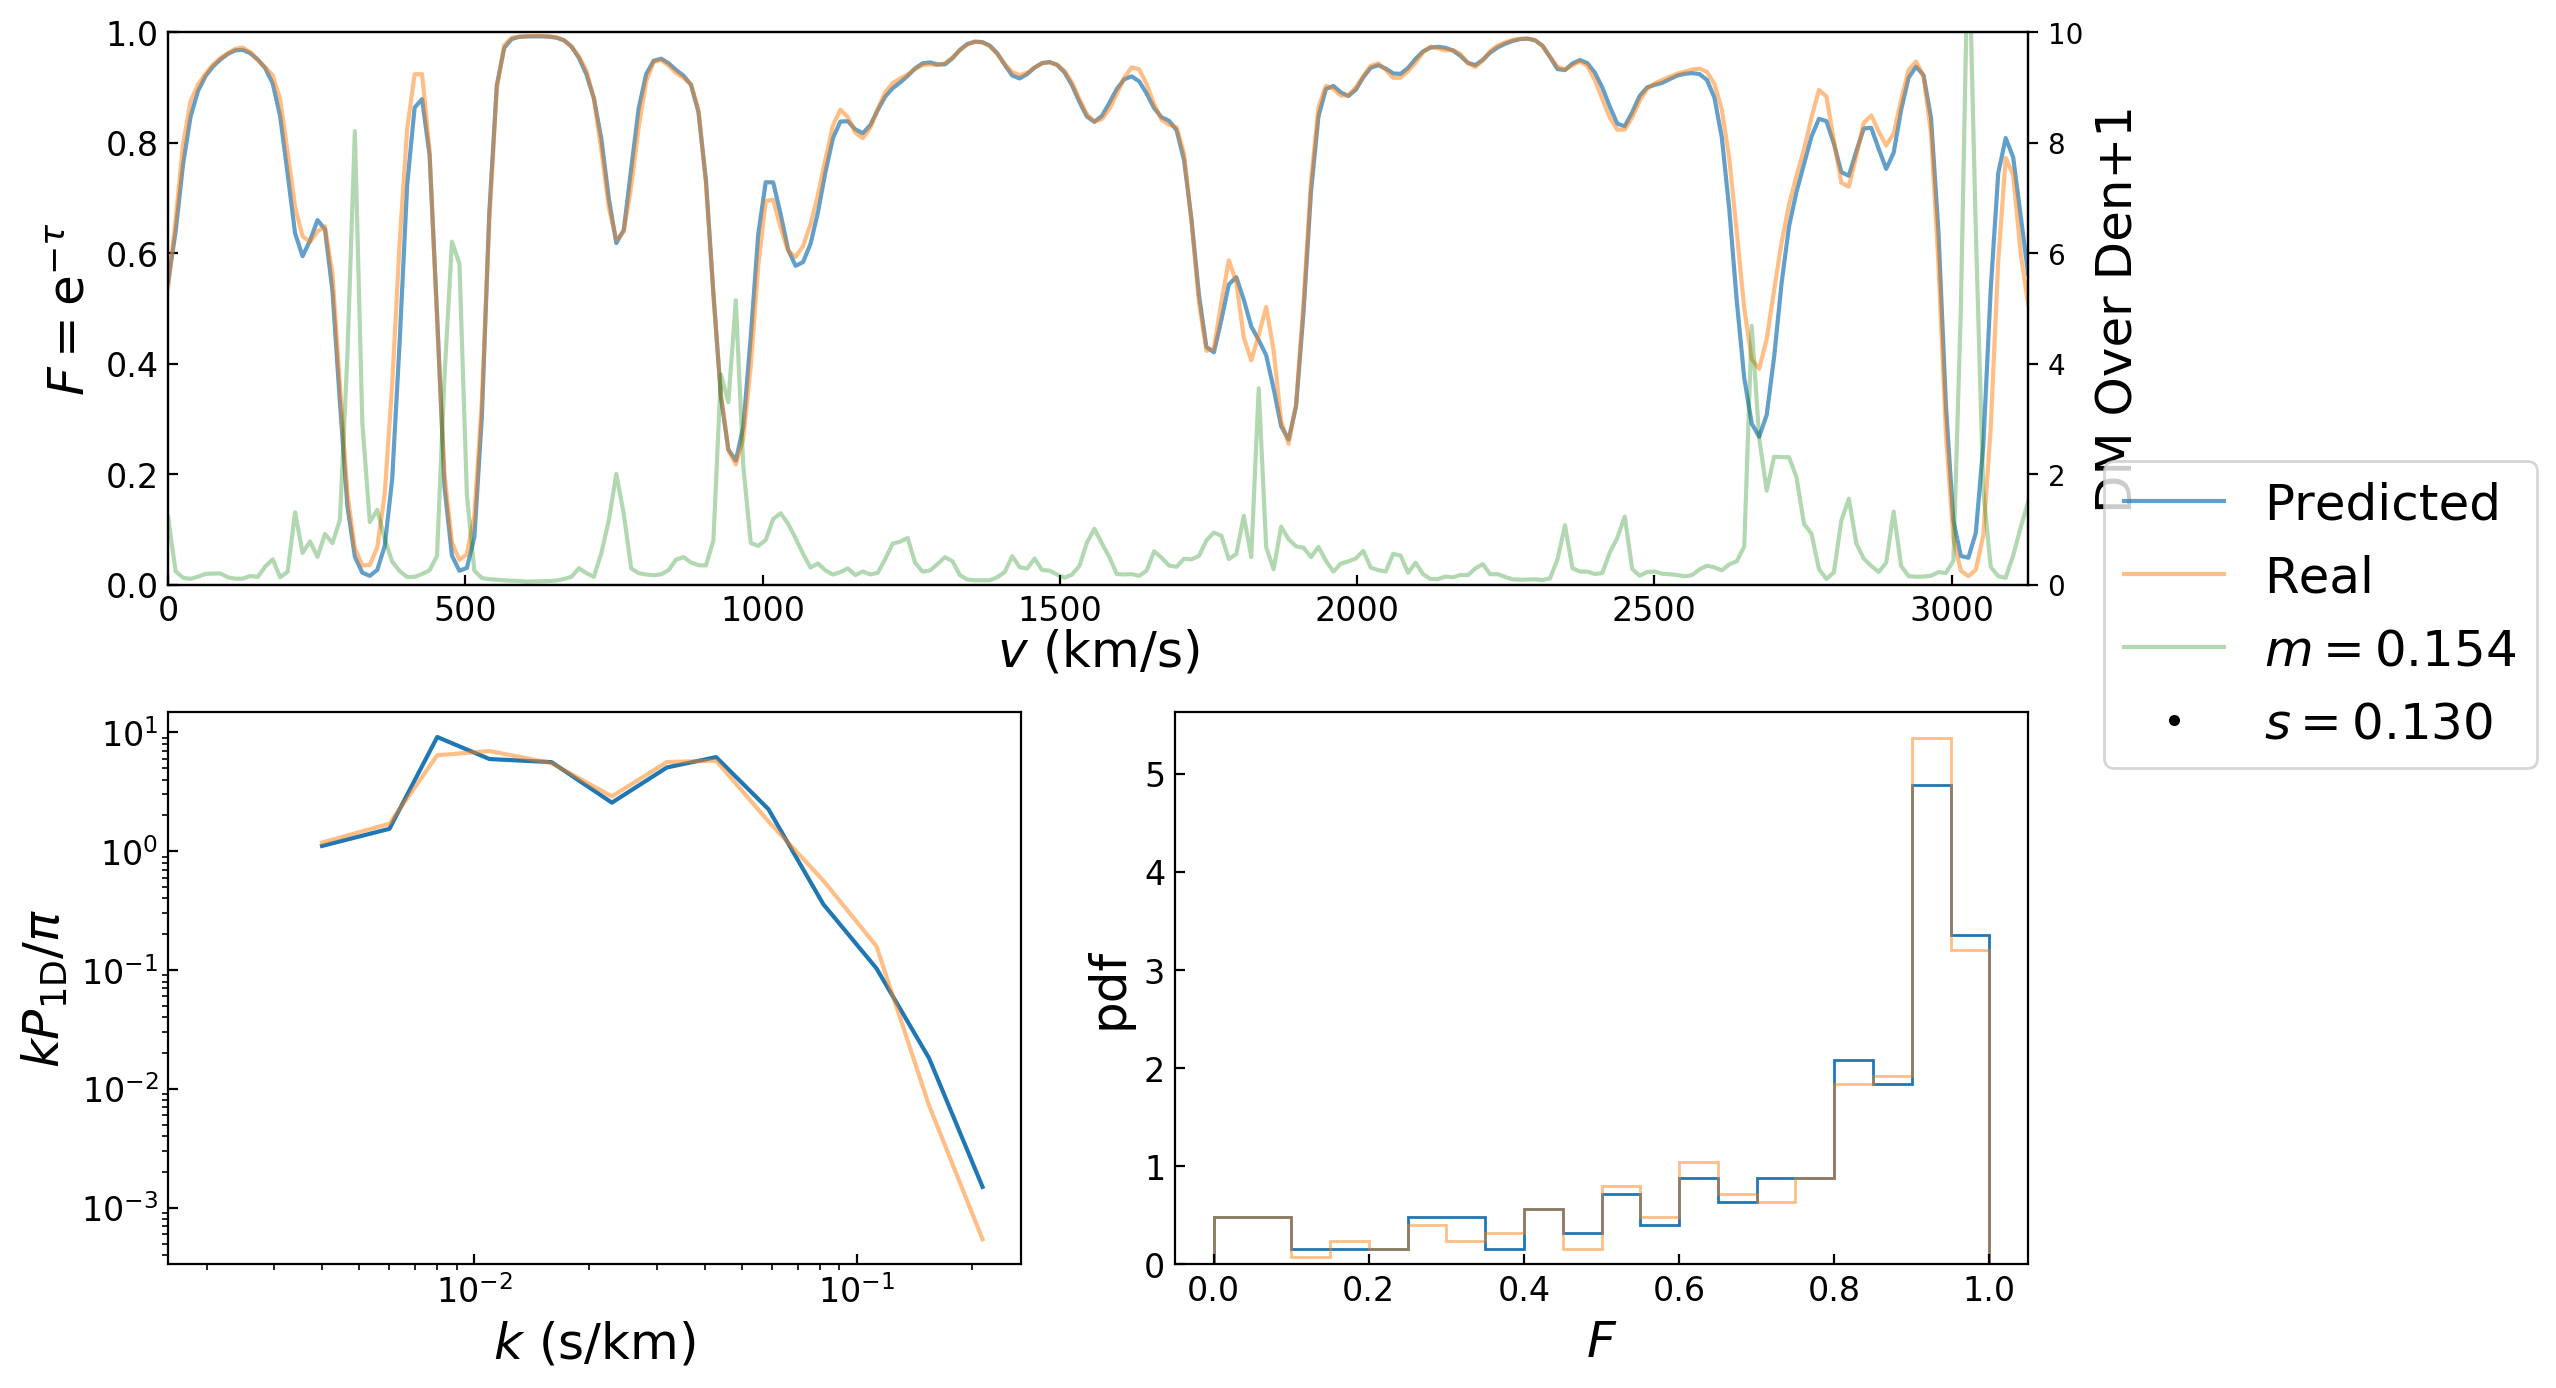 1.0
0.8
0.6
0.4
0.2
0.0
F = e^{−τ}
10
8
6
4
2
0
DM Over Den+1
0 500 1000 1500 2000 2500 3000
v (km/s)
Predicted
Real
m = 0.154
s = 0.130
10^1
10^0
10^{−1}
10^{−2}
10^{−3}
kP_{1D}/π
10^{−2} 10^{−1}
k (s/km)
5
4
3
2
1
0
pdf
0.0 0.2 0.4 0.6 0.8 1.0
F